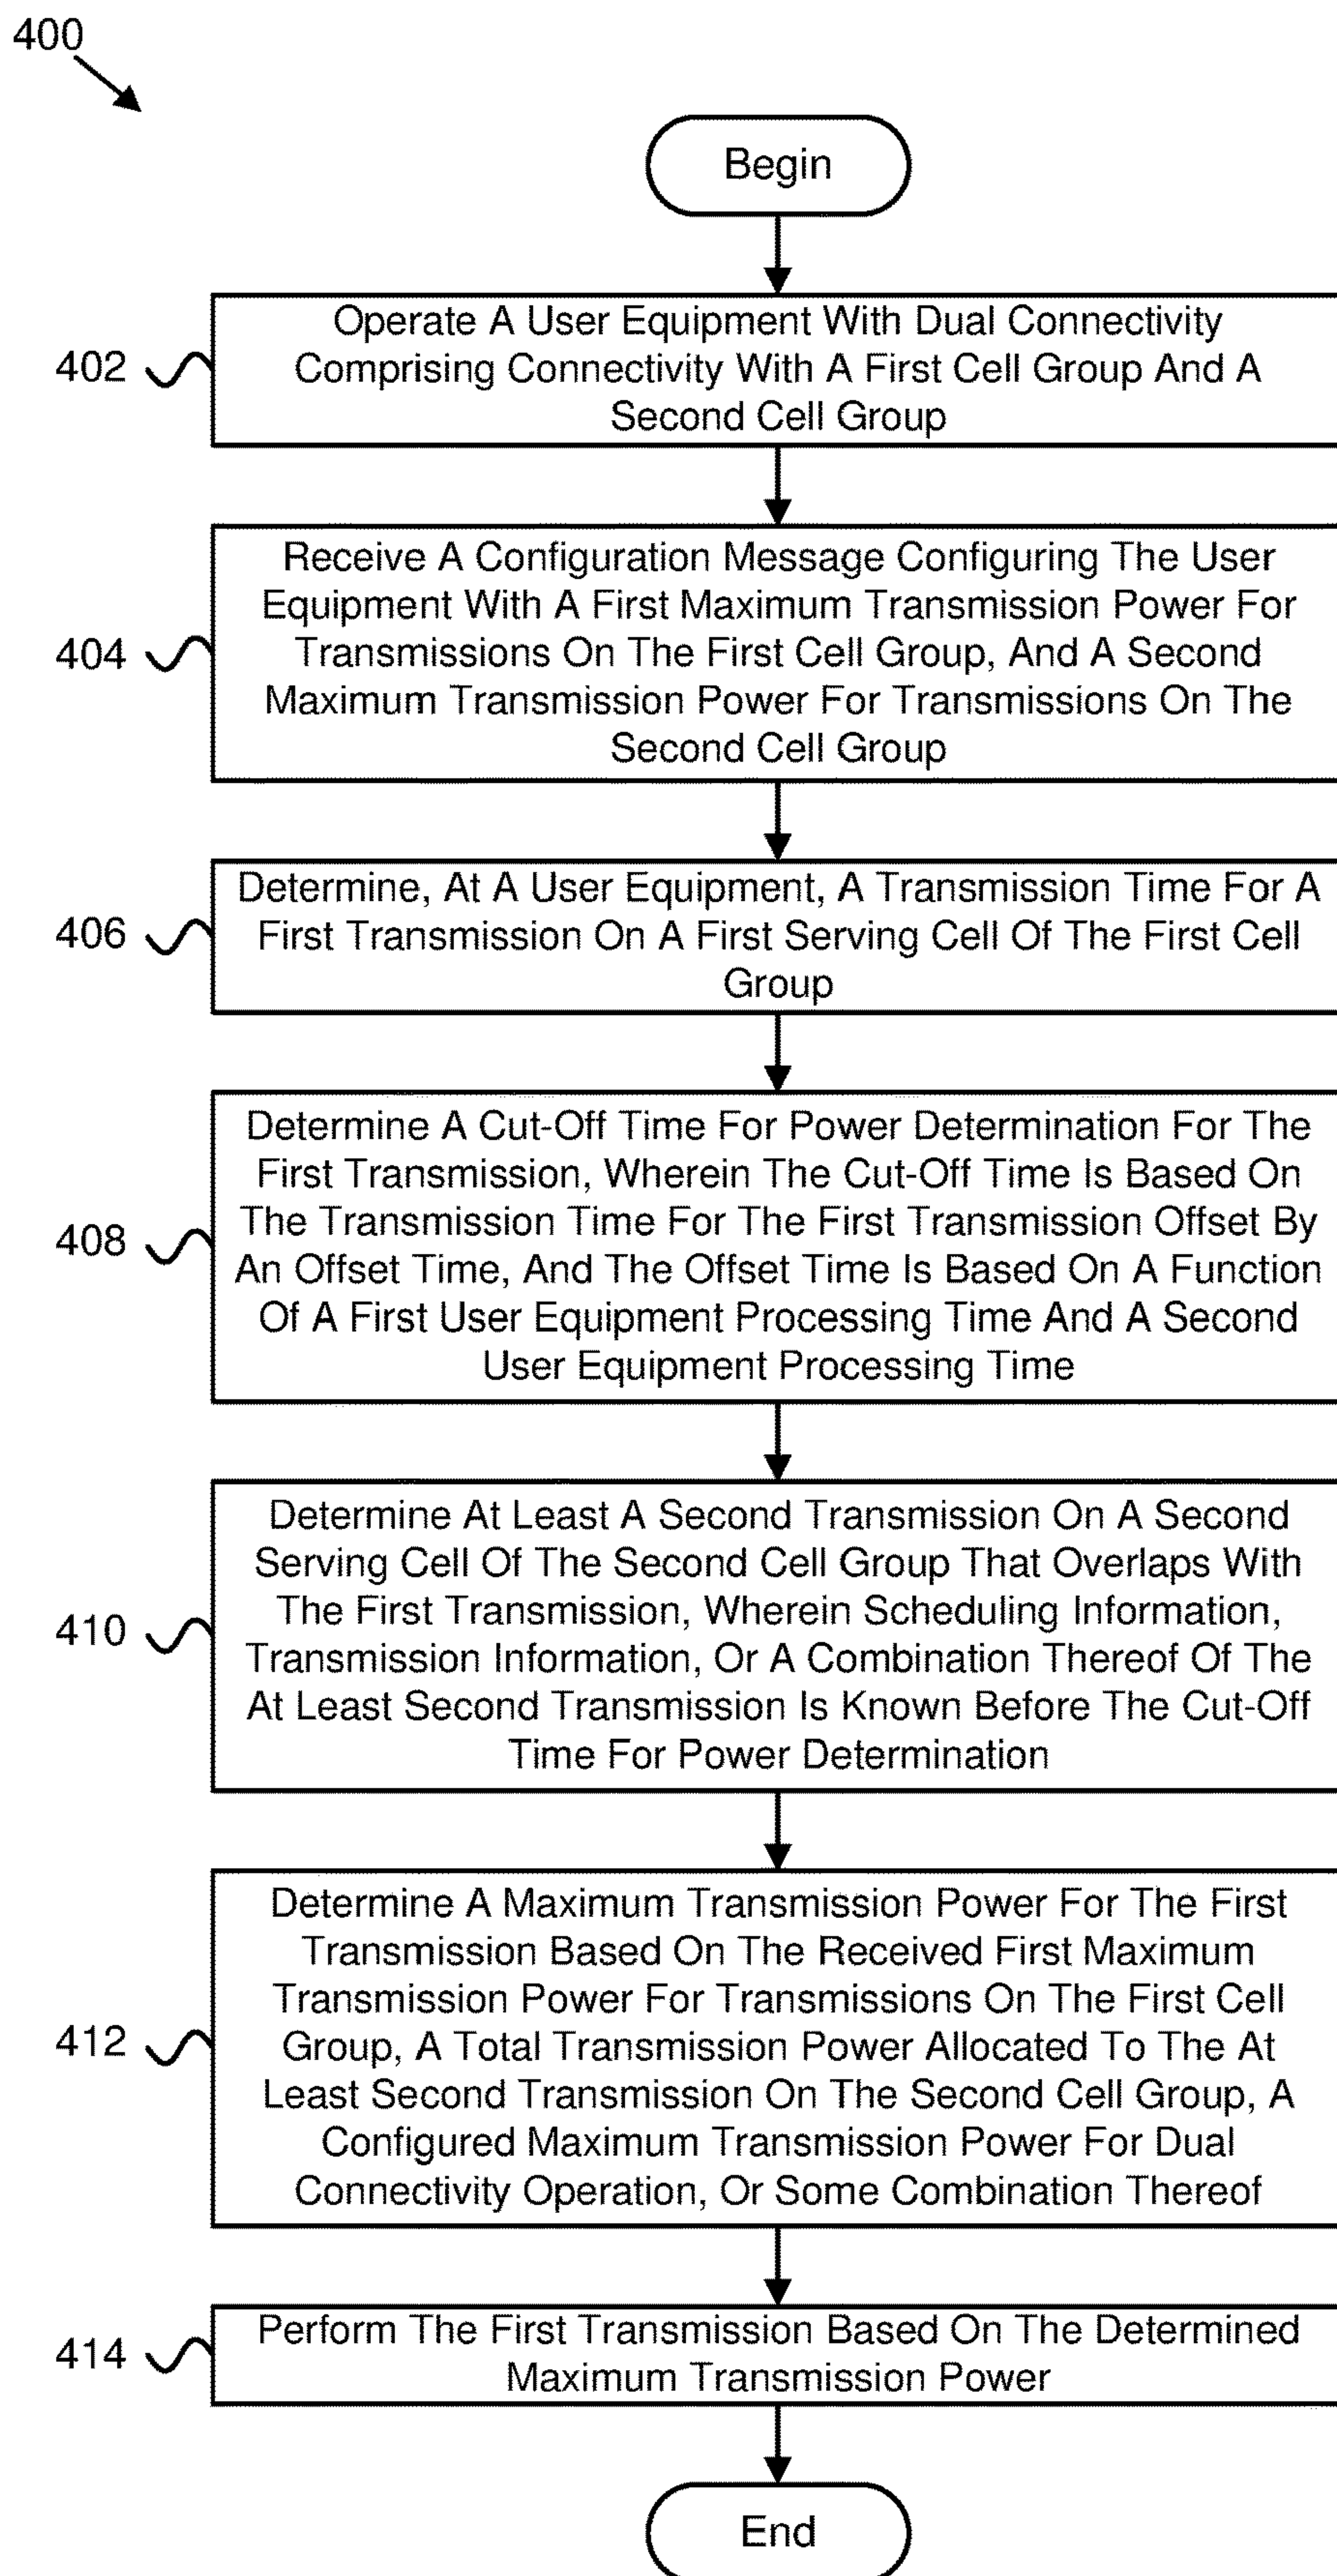 400
Begin
402
Operate A User Equipment With Dual Connectivity
Comprising Connectivity With A First Cell Group And A
Second Cell Group
404
Receive A Configuration Message Configuring The User
Equipment With A First Maximum Transmission Power For
Transmissions On The First Cell Group, And A Second
Maximum Transmission Power For Transmissions On The
Second Cell Group
406
Determine, At A User Equipment, A Transmission Time For A
First Transmission On A First Serving Cell Of The First Cell
Group
408
Determine A Cut-Off Time For Power Determination For The
First Transmission, Wherein The Cut-Off Time Is Based On
The Transmission Time For The First Transmission Offset By
An Offset Time, And The Offset Time Is Based On A Function
Of A First User Equipment Processing Time And A Second
User Equipment Processing Time
410
Determine At Least A Second Transmission On A Second
Serving Cell Of The Second Cell Group That Overlaps With
The First Transmission, Wherein Scheduling Information,
Transmission Information, Or A Combination Thereof Of The
At Least Second Transmission Is Known Before The Cut-Off
Time For Power Determination
412
Determine A Maximum Transmission Power For The First
Transmission Based On The Received First Maximum
Transmission Power For Transmissions On The First Cell
Group, A Total Transmission Power Allocated To The At
Least Second Transmission On The Second Cell Group, A
Configured Maximum Transmission Power For Dual
Connectivity Operation, Or Some Combination Thereof
414
Perform The First Transmission Based On The Determined
Maximum Transmission Power
End